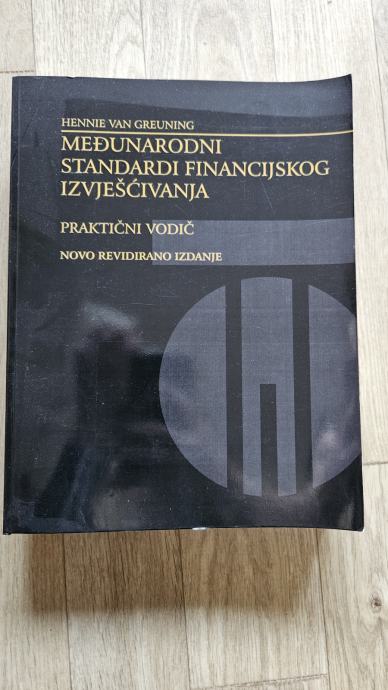 HENNIE VAN GREUNING
MEĐUNARODNI
STANDARDI FINANCIJSKOG
IZVJEŠĆIVANJA
PRAKTIČNI VODIČ
NOVO REVIDIRANO IZDANJE